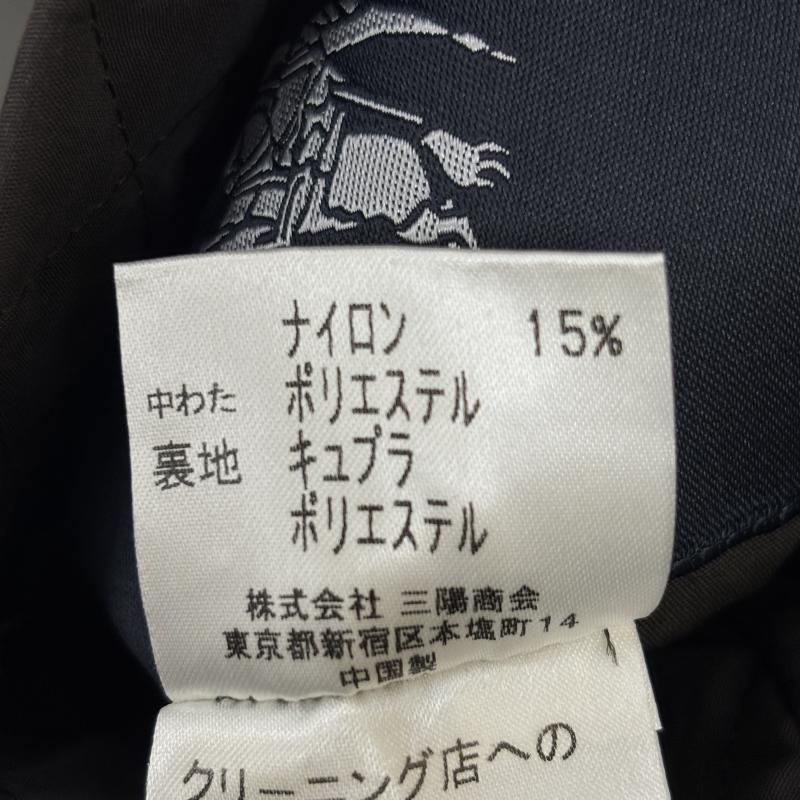 ナイロン 15%
中わた ポリエステル
裏地 キュプラ
ポリエステル
株式会社 三陽商会
東京都新宿区本塩町14
中国製
クリーニング店への